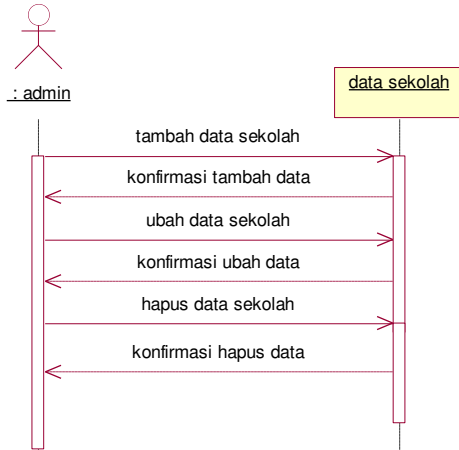 : admin
data sekolah
tambah data sekolah
konfirmasi tambah data
ubah data sekolah
konfirmasi ubah data
hapus data sekolah
konfirmasi hapus data